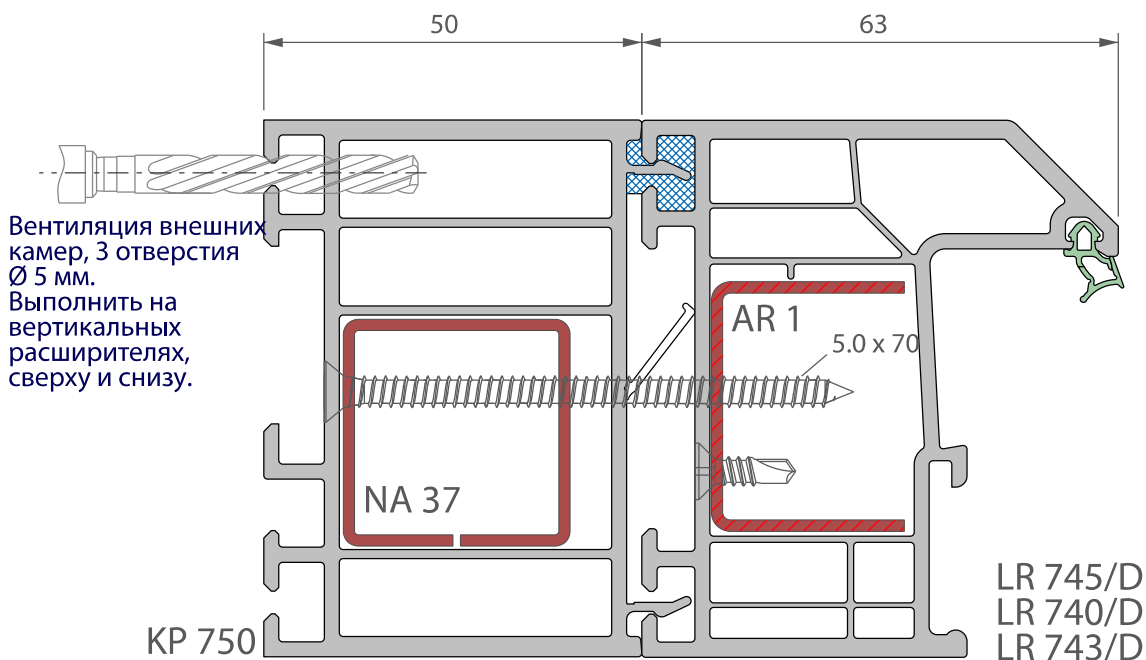 50
63
Вентиляция внешних
камер, 3 отверстия
Ø 5 мм.
Выполнить на
вертикальных
расширителях,
сверху и снизу.
AR 1
5.0 x 70
NA 37
KP 750
LR 745/D
LR 740/D
LR 743/D